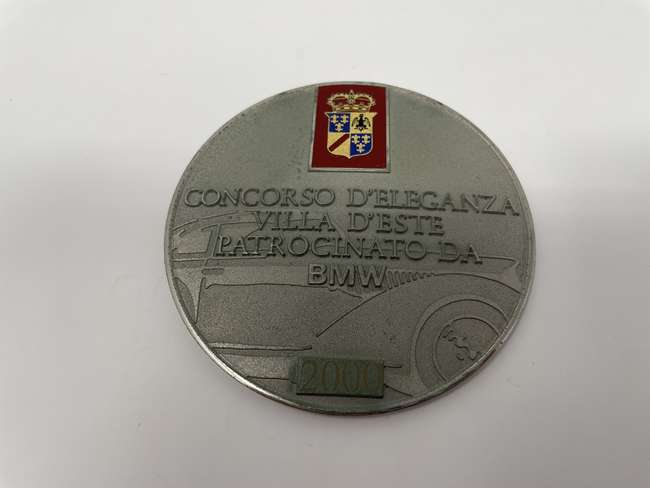 CONCORSO D'ELEGANZA
VILLA D'ESTE
PATROCINATO DA
BMW
2000